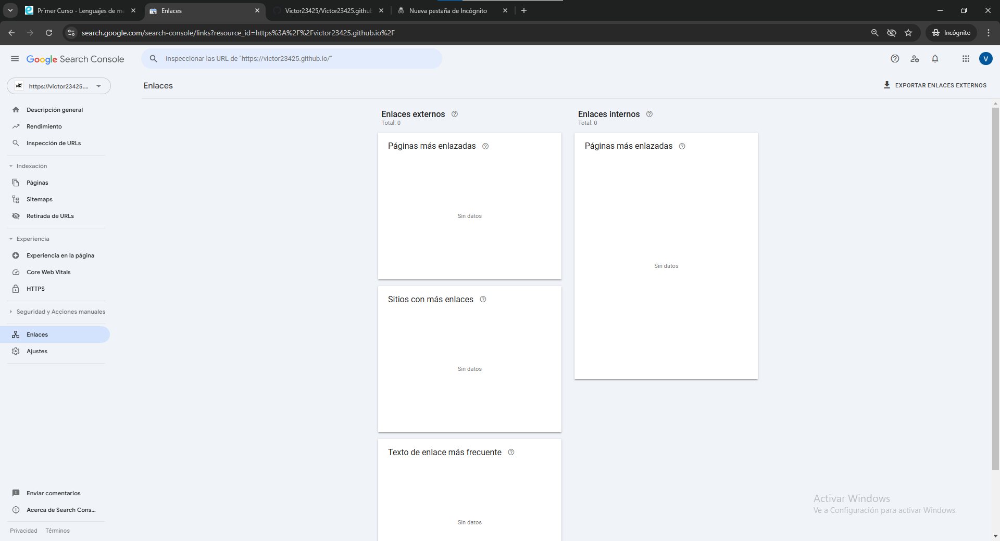 Primer Curso - Lenguajes de ma
Enlaces
Victor23425/Victor23425.github
Nueva pestaña de Incógnito
search.google.com/search-console/links?resource_id=https%3A%2F%2Fvictor23425.github.io%2F
Incógnito
Google Search Console
Inspeccionar las URL de "https://victor23425.github.io/"
V
https://victor23425....
Enlaces
EXPORTAR ENLACES EXTERNOS
Descripción general
Rendimiento
Inspección de URLs
Indexación
Páginas
Sitemaps
Retirada de URLs
Experiencia
Experiencia en la página
Core Web Vitals
HTTPS
Seguridad y Acciones manuales
Enlaces
Ajustes
Enviar comentarios
Acerca de Search Cons...
Privacidad Términos
Enlaces externos
Total: 0
Páginas más enlazadas
Sin datos
Sitios con más enlaces
Sin datos
Texto de enlace más frecuente
Sin datos
Enlaces internos
Total: 0
Páginas más enlazadas
Sin datos
Activar Windows
Ve a Configuración para activar Windows.